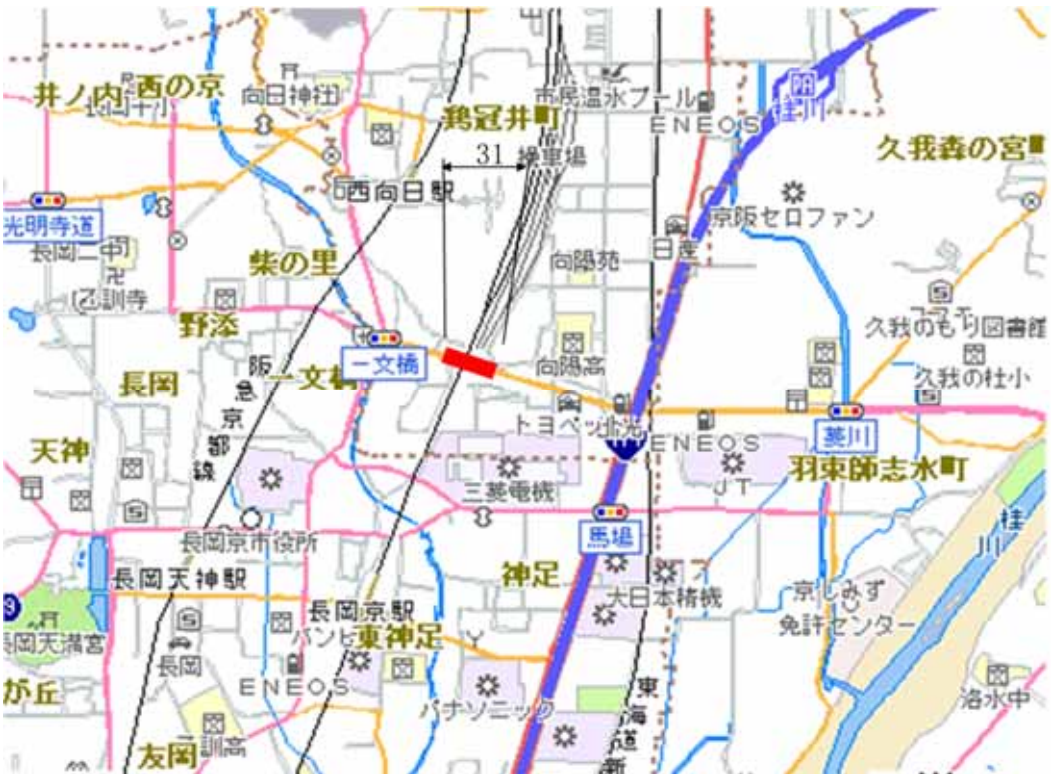 井ノ内
西の京
向日神社
鶏冠井町
市民温水プール
ENEOS
桂川
久我森の宮町
31
操車場
西向日駅
光明寺道
長岡二中
乙訓寺
柴の里
向陽苑
日産
京阪セロファン
野添
一文橋
一文橋
向陽高
久我のもり図書館
久我の杜小
長岡
阪急京都線
トヨペット
北光
ENEOS
菱川
天神
三菱電機
JT
羽束師志水町
長岡京市役所
馬場
桂川
長岡天神駅
神足
大日本精機
京しみず
免許センター
長岡天満宮
長岡京駅
東神足
長岡
ENEOS
が丘
パナソニック
東海道新
洛水中
友岡
乙訓高